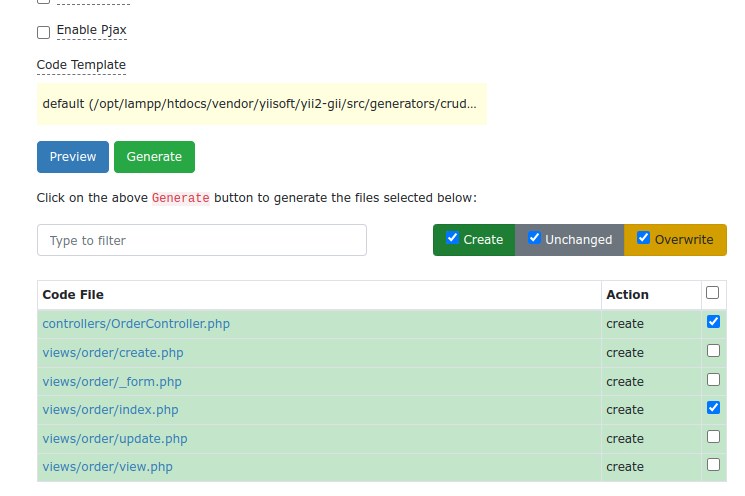 Enable Pjax
Code Template
default (/opt/lampp/htdocs/vendor/yiisoft/yii2-gii/src/generators/crud...
Preview Generate
Click on the above Generate button to generate the files selected below:
Type to filter Create Unchanged Overwrite
Code File Action
controllers/OrderController.php create
views/order/create.php create
views/order/_form.php create
views/order/index.php create
views/order/update.php create
views/order/view.php create